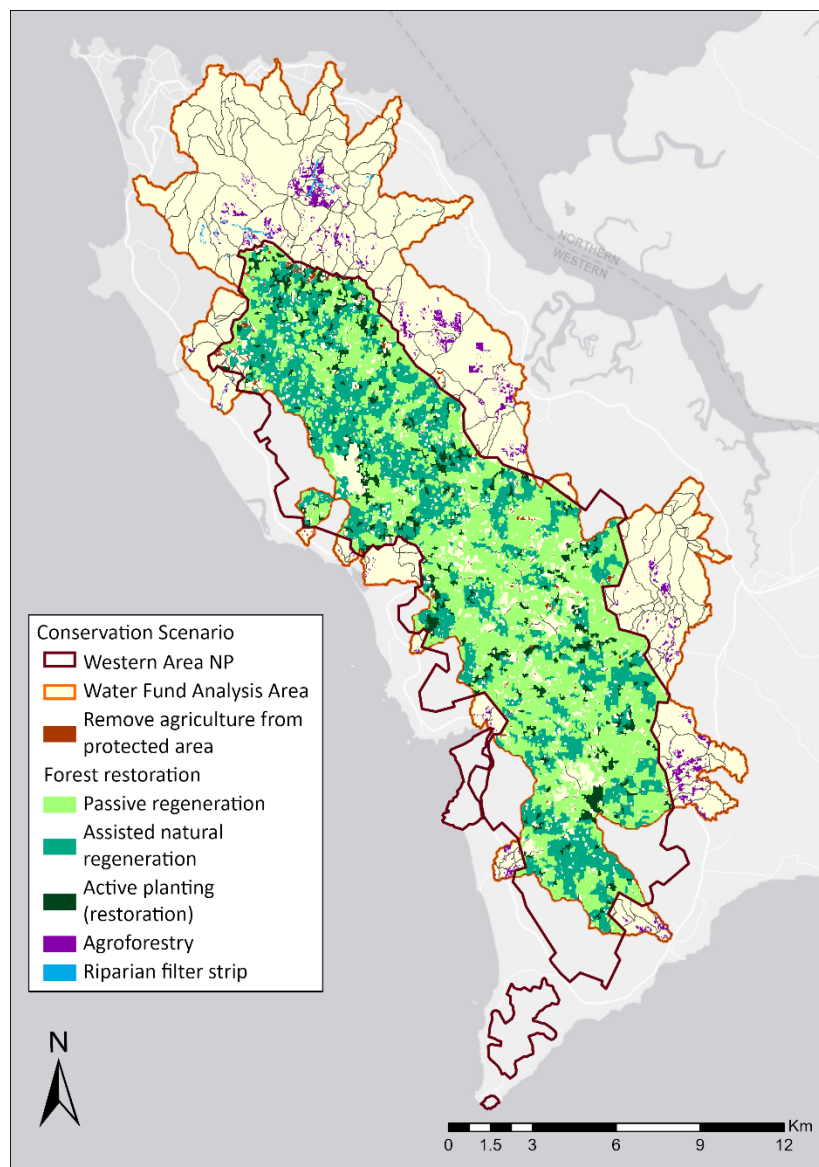 NORTHERN
WESTERN
Conservation Scenario
Western Area NP
Water Fund Analysis Area
Remove agriculture from
protected area
Forest restoration
Passive regeneration
Assisted natural
regeneration
Active planting
(restoration)
Agroforestry
Riparian filter strip
N
Km
0 1.5 3 6 9 12